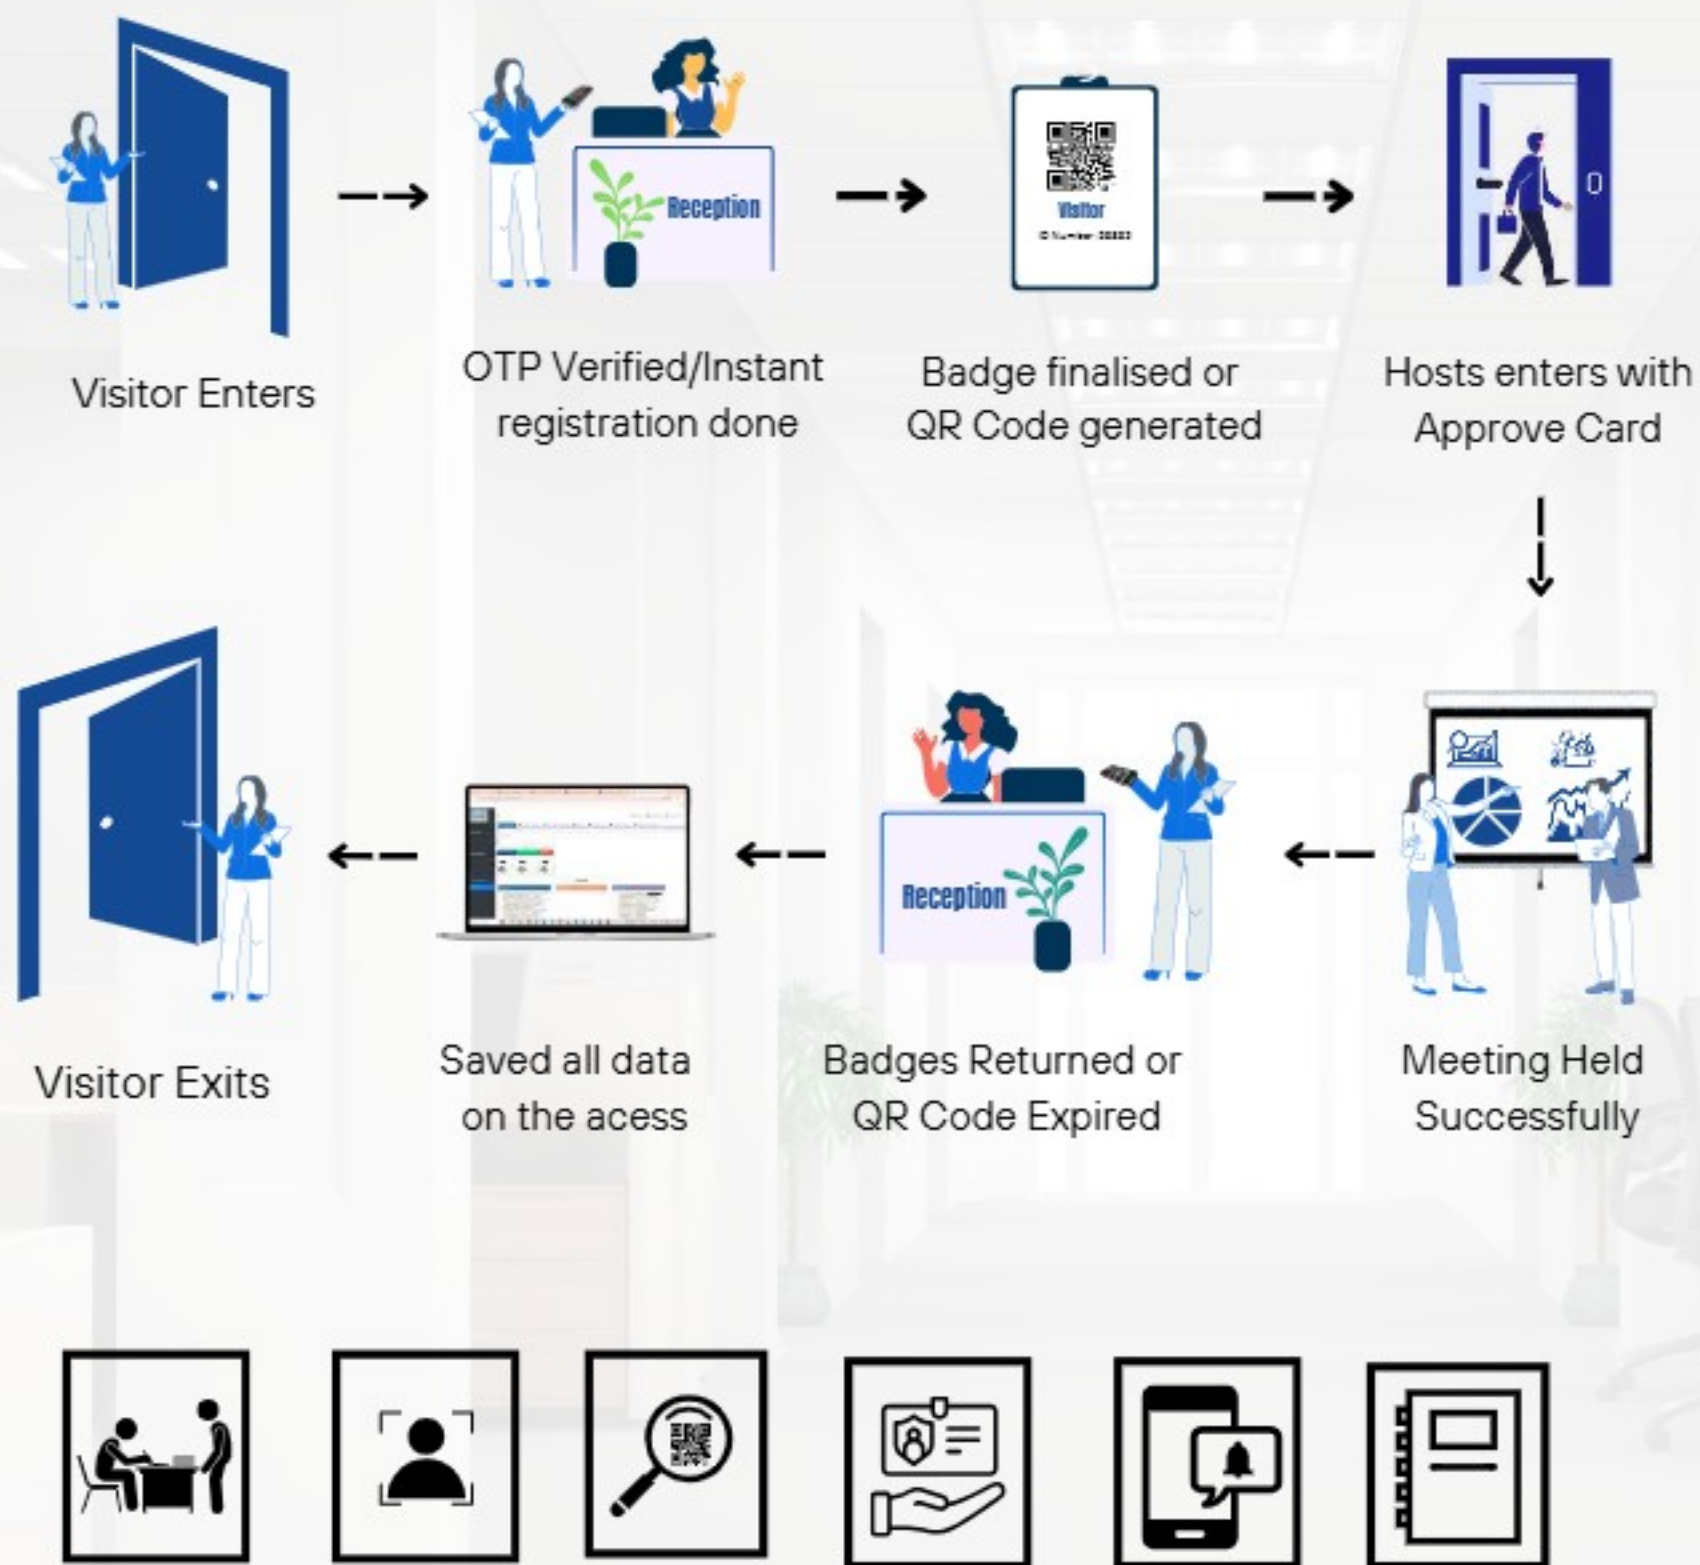 Reception
Visitor
Visitor Enters
OTP Verified/Instant
registration done
Badge finalised or
QR Code generated
Hosts enters with
Approve Card
Reception
Visitor Exits
Saved all data
on the acess
Badges Returned or
QR Code Expired
Meeting Held
Successfully